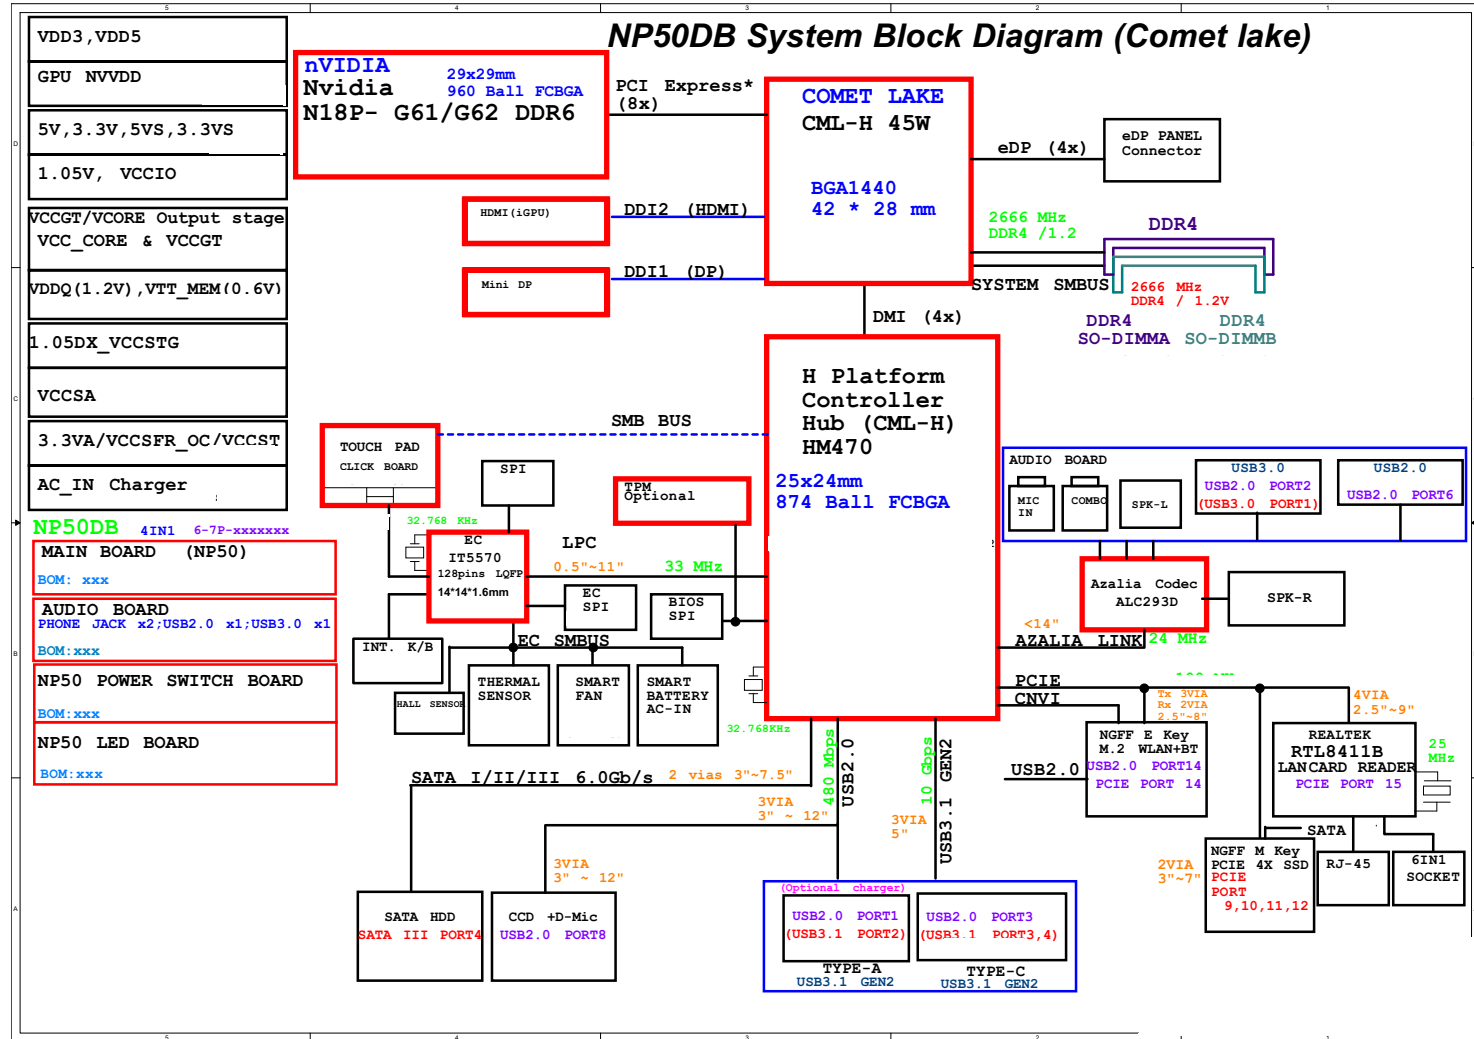 NP50DB System Block Diagram (Comet lake)
VDD3,VDD5
GPU NVVDD
5V,3.3V,5VS,3.3VS
1.05V, VCCIO
VCCGT/VCORE Output stage
VCC_CORE & VCCGT
VDDQ(1.2V),VTT_MEM(0.6V)
1.05DX_VCCSTG
VCCSA
3.3VA/VCCSFR_OC/VCCST
AC_IN Charger
NP50DB 4IN1 6-7P-xxxxxxx
MAIN BOARD (NP50)
BOM: xxx
AUDIO BOARD
PHONE JACK x2;USB2.0 x1;USB3.0 x1
BOM:xxx
NP50 POWER SWITCH BOARD
BOM:xxx
NP50 LED BOARD
BOM:xxx
nVIDIA
Nvidia
29x29mm
960 Ball FCBGA
N18P- G61/G62 DDR6
PCI Express*
(8x)
COMET LAKE
CML-H 45W
BGA1440
42 * 28 mm
eDP (4x)
eDP PANEL
Connector
HDMI(iGPU)
DDI2 (HDMI)
Mini DP
DDI1 (DP)
2666 MHz
DDR4 /1.2
DDR4
SYSTEM SMBUS
2666 MHz
DDR4 / 1.2V
DDR4
SO-DIMMA
DDR4
SO-DIMMB
DMI (4x)
H Platform
Controller
Hub (CML-H)
HM470
25x24mm
874 Ball FCBGA
SMB BUS
TOUCH PAD
CLICK BOARD
SPI
TPM
Optional
32.768 KHz
EC
IT5570
128pins LQFP
14*14*1.6mm
LPC
0.5"~11"
33 MHz
EC
SPI
BIOS
SPI
INT. K/B
EC SMBUS
HALL SENSOR
THERMAL
SENSOR
SMART
FAN
SMART
BATTERY
AC-IN
32.768KHz
AUDIO BOARD
MIC
IN
COMBO
SPK-L
USB3.0
USB2.0 PORT2
(USB3.0 PORT1)
USB2.0
USB2.0 PORT6
Azalia Codec
ALC293D
SPK-R
<14"
AZALIA LINK
24 MHz
PCIE
CNVI
Tx 3VIA
Rx 2VIA
2.5"~8"
4VIA
2.5"~9"
NGFF E Key
M.2 WLAN+BT
USB2.0 PORT14
PCIE PORT 14
USB2.0
REALTEK
RTL8411B
LANCARD READER
PCIE PORT 15
25
MHz
SATA
2VIA
3"~7"
NGFF M Key
PCIE 4X SSD
PCIE
PORT
9,10,11,12
RJ-45
6IN1
SOCKET
SATA I/II/III 6.0Gb/s
2 vias 3"~7.5"
3VIA
3" ~ 12"
480 Mbps
USB2.0
3VIA
5"
10 Gbps
USB3.1 GEN2
3VIA
3" ~ 12"
SATA HDD
SATA III PORT4
CCD +D-Mic
USB2.0 PORT8
(Optional charger)
USB2.0 PORT1
(USB3.1 PORT2)
TYPE-A
USB3.1 GEN2
USB2.0 PORT3
(USB3.1 PORT3,4)
TYPE-C
USB3.1 GEN2